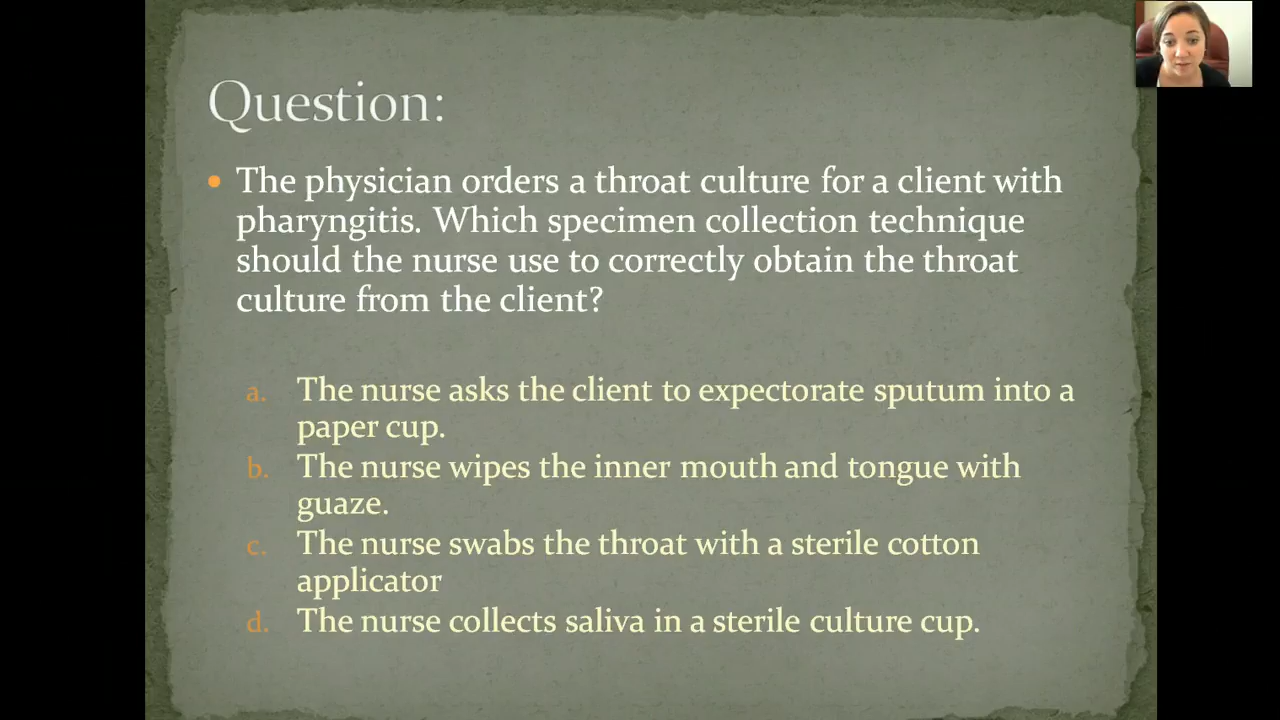 Question:
• The physician orders a throat culture for a client with
pharyngitis. Which specimen collection technique
should the nurse use to correctly obtain the throat
culture from the client?
a. The nurse asks the client to expectorate sputum into a
paper cup.
b. The nurse wipes the inner mouth and tongue with
guaze.
c. The nurse swabs the throat with a sterile cotton
applicator
d. The nurse collects saliva in a sterile culture cup.